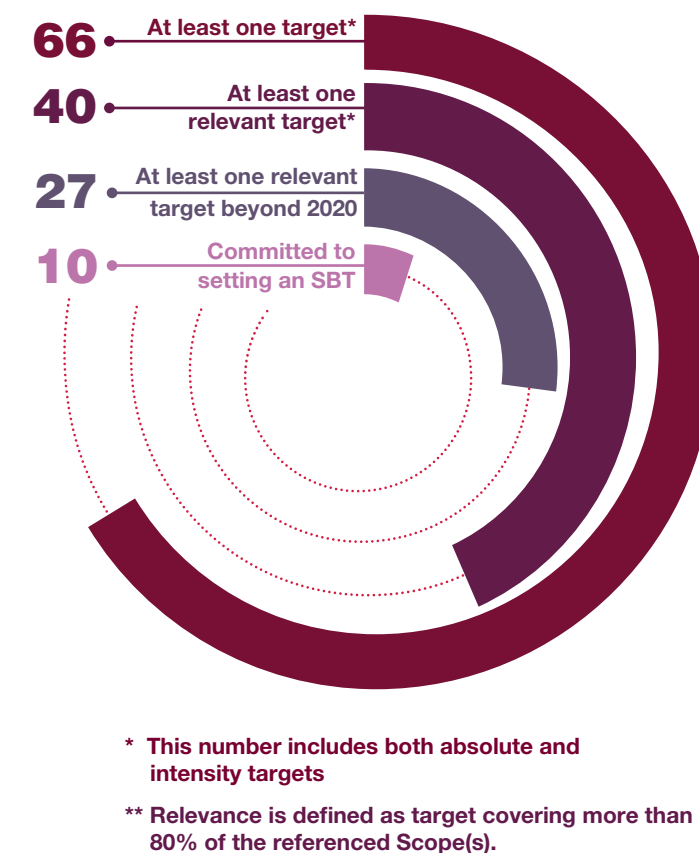 66 At least one target*
40 At least one
relevant target*
27 At least one relevant
target beyond 2020
10 Committed to
setting an SBT
* This number includes both absolute and
intensity targets
** Relevance is defined as target covering more than
80% of the referenced Scope(s).